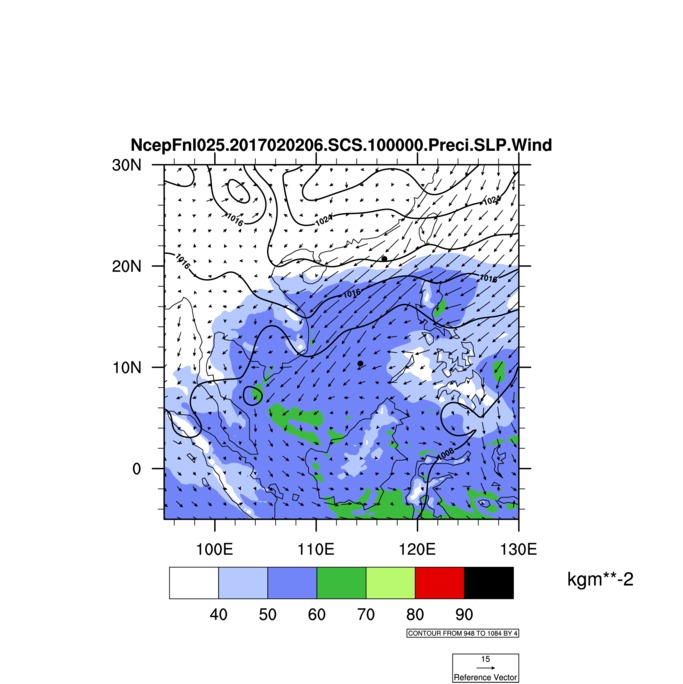 NcepFnl025.2017020206.SCS.100000.Preci.SLP.Wind
30N
1024
1016
1024
1016
20N
1016
1016
10N
1008
0
100E 110E 120E 130E
kgm**-2
40 50 60 70 80 90
CONTOUR FROM 948 TO 1084 BY 4
15
Reference Vector